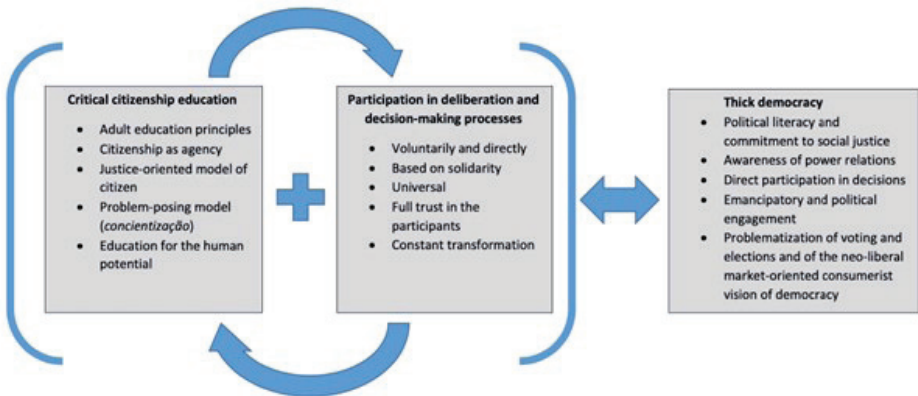 Critical citizenship education
• Adult education principles
• Citizenship as agency
• Justice-oriented model of
citizen
• Problem-posing model
(concientização)
• Education for the human
potential
Participation in deliberation and
decision-making processes
• Voluntarily and directly
• Based on solidarity
• Universal
• Full trust in the
participants
• Constant transformation
Thick democracy
• Political literacy and
commitment to social justice
• Awareness of power relations
• Direct participation in decisions
• Emancipatory and political
engagement
• Problematization of voting and
elections and of the neo-liberal
market-oriented consumerist
vision of democracy